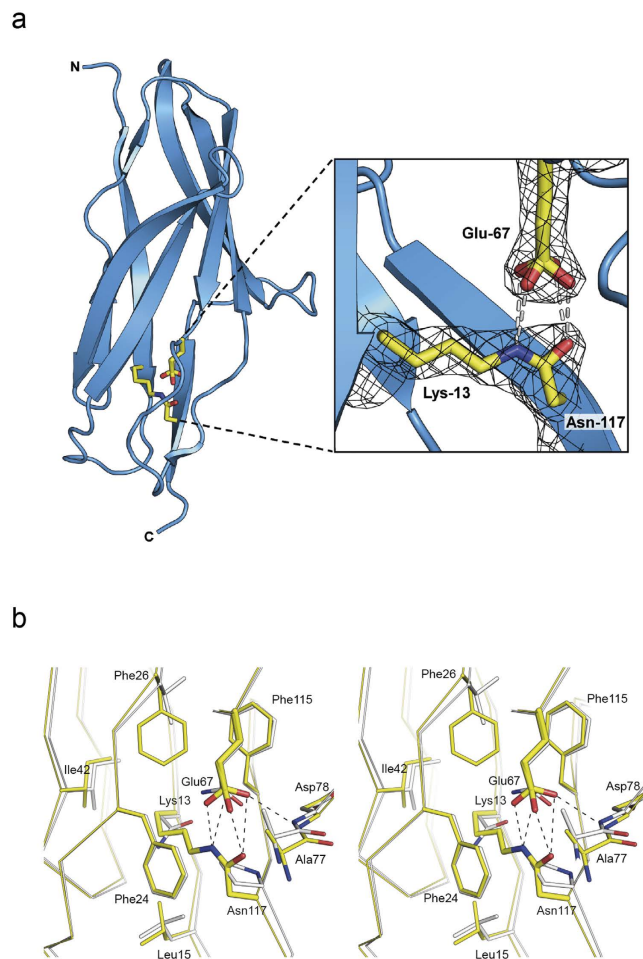 a
N
Glu-67
Lys-13
Asn-117
C
b
Phe26
Phe115
Ile42
Glu67
Asp78
Lys13
Ala77
Phe24
Asn117
Leu15
Phe26
Phe115
Ile42
Glu67
Asp78
Lys13
Ala77
Phe24
Asn117
Leu15